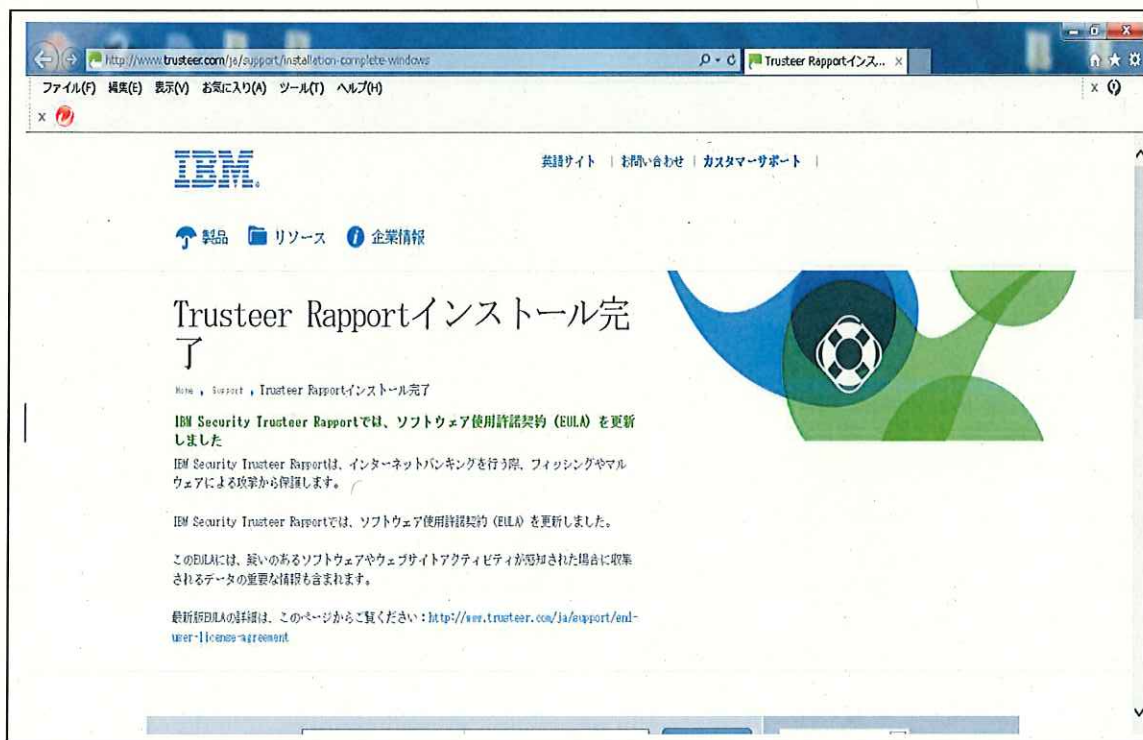 http://www.trusteer.com/ja/support/installation-complete-windows
Trusteer Rapportインス... ×
ファイル(F) 編集(E) 表示(V) お気に入り(A) ツール(T) ヘルプ(H)
IBM
英語サイト | お問い合わせ | カスタマーサポート |
製品 リソース 企業情報
Trusteer Rapportインストール完
了
Home , Support , Trusteer Rapportインストール完了
IBM Security Trusteer Rapportでは、ソフトウェア使用許諾契約 (EULA) を更新
しました
IBM Security Trusteer Rapportは、インターネットバンキングを行う際、フィッシングやマル
ウェアによる攻撃から保護します。
IBM Security Trusteer Rapportでは、ソフトウェア使用許諾契約 (EULA) を更新しました。
このEULAには、疑いのあるソフトウェアやウェブサイトアクティビティが感知された場合に収集
されるデータの重要な情報も含まれます。
最新版EULAの詳細は、このページからご覧ください：http://www.trusteer.com/ja/support/end-
user-license-agreement